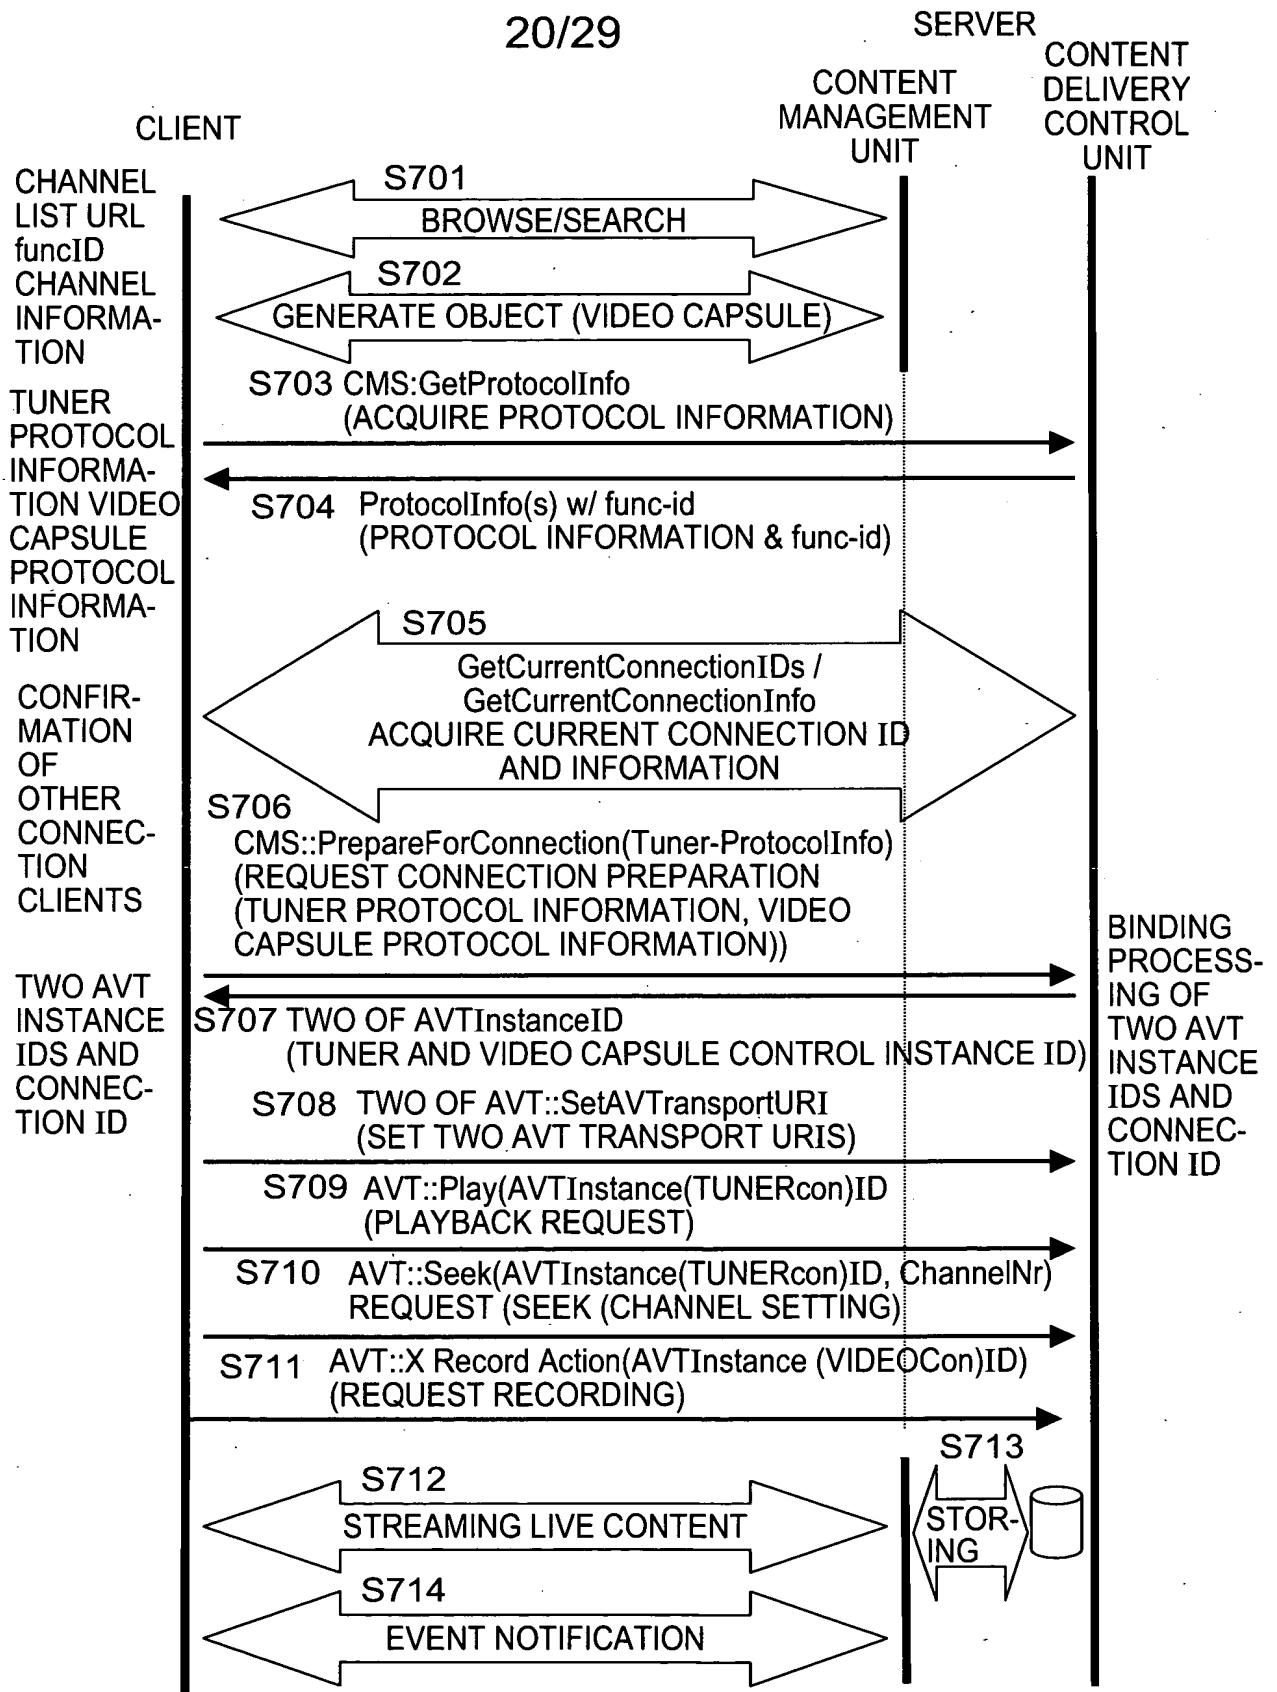 20/29
SERVER
CONTENT
DELIVERY
CONTROL
UNIT
CONTENT
MANAGEMENT
UNIT
CLIENT
CHANNEL
LIST URL
funcID
CHANNEL
INFORMA-
TION
S701
BROWSE/SEARCH
S702
GENERATE OBJECT (VIDEO CAPSULE)
S703 CMS:GetProtocolInfo
(ACQUIRE PROTOCOL INFORMATION)
TUNER
PROTOCOL
INFORMA-
TION VIDEO
CAPSULE
PROTOCOL
INFORMA-
TION
S704 ProtocolInfo(s) w/ func-id
(PROTOCOL INFORMATION & func-id)
S705
GetCurrentConnectionIDs /
GetCurrentConnectionInfo
ACQUIRE CURRENT CONNECTION ID
AND INFORMATION
CONFIR-
MATION
OF
OTHER
CONNEC-
TION
CLIENTS
S706
CMS::PrepareForConnection(Tuner-ProtocolInfo)
(REQUEST CONNECTION PREPARATION
(TUNER PROTOCOL INFORMATION, VIDEO
CAPSULE PROTOCOL INFORMATION))
BINDING
PROCESS-
ING OF
TWO AVT
INSTANCE
IDS AND
CONNEC-
TION ID
TWO AVT
INSTANCE
IDS AND
CONNEC-
TION ID
S707 TWO OF AVTInstanceID
(TUNER AND VIDEO CAPSULE CONTROL INSTANCE ID)
S708 TWO OF AVT::SetAVTransportURI
(SET TWO AVT TRANSPORT URIS)
S709 AVT::Play(AVTInstance(TUNERcon)ID
(PLAYBACK REQUEST)
S710 AVT::Seek(AVTInstance(TUNERcon)ID, ChannelNr)
REQUEST (SEEK (CHANNEL SETTING)
S711 AVT::X Record Action(AVTInstance (VIDEOCon)ID)
(REQUEST RECORDING)
S713
STOR-
ING
S712
STREAMING LIVE CONTENT
S714
EVENT NOTIFICATION